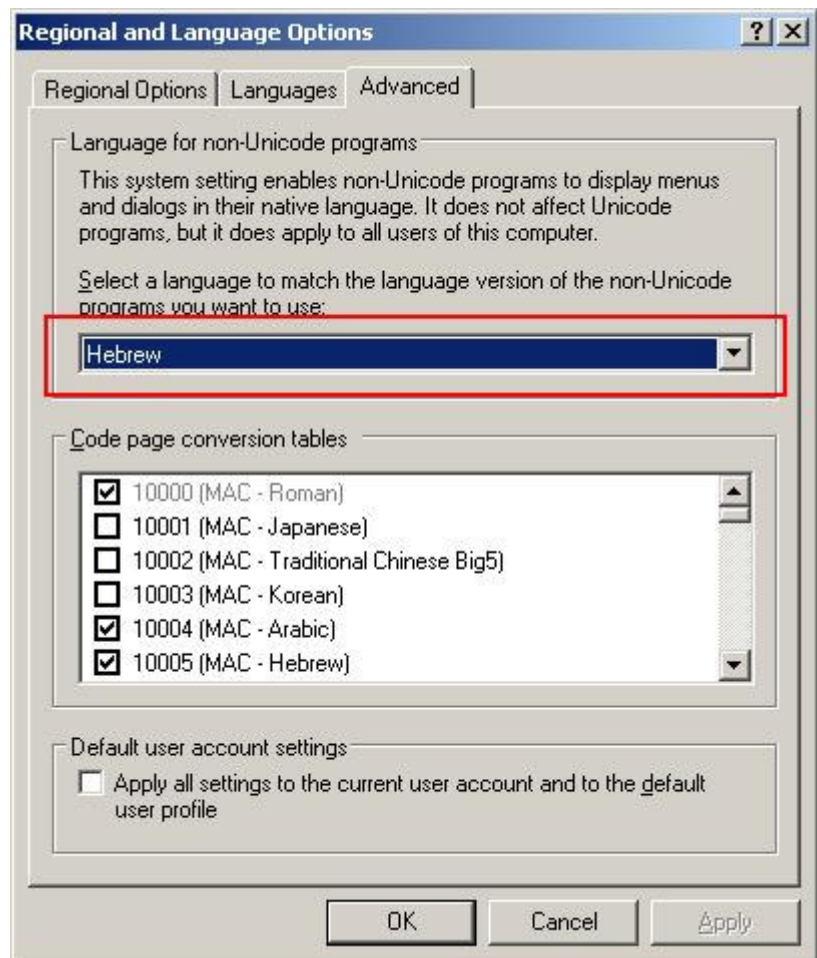 Regional and Language Options
Regional Options Languages Advanced
Language for non-Unicode programs
This system setting enables non-Unicode programs to display menus
and dialogs in their native language. It does not affect Unicode
programs, but it does apply to all users of this computer.
Select a language to match the language version of the non-Unicode
programs you want to use:
Hebrew
Code page conversion tables
10000 (MAC - Roman)
10001 (MAC - Japanese)
10002 (MAC - Traditional Chinese Big5)
10003 (MAC - Korean)
10004 (MAC - Arabic)
10005 (MAC - Hebrew)
Default user account settings
Apply all settings to the current user account and to the default
user profile
OK Cancel Apply